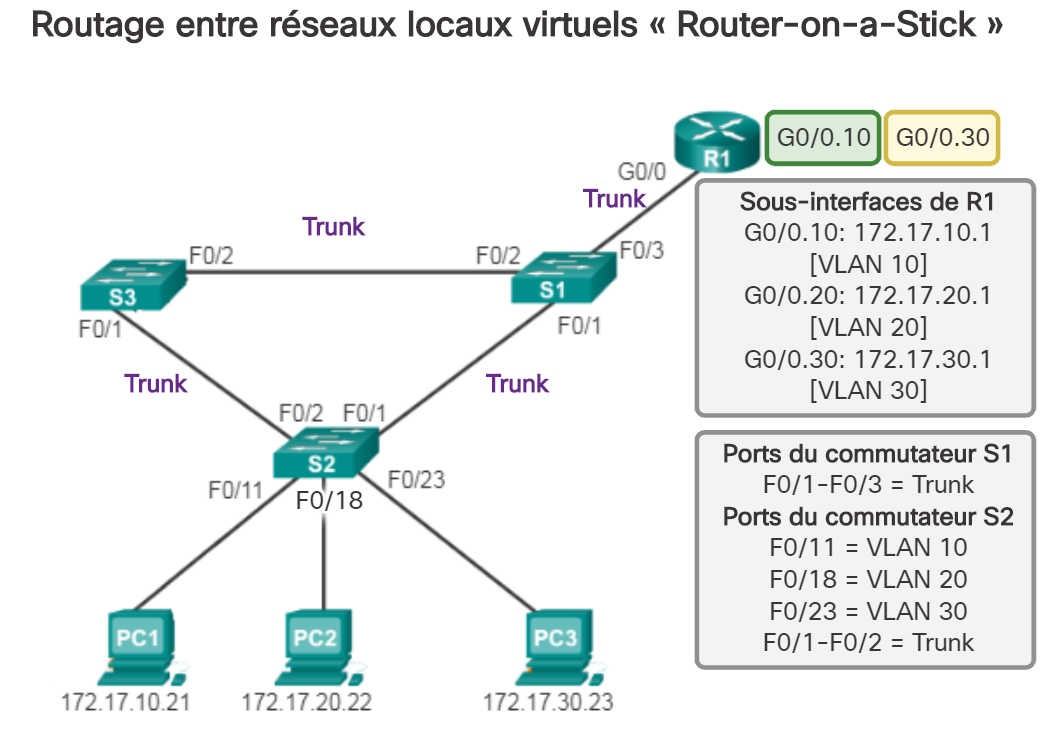 Routage entre réseaux locaux virtuels « Router-on-a-Stick »
G0/0.10
G0/0.30
R1
G0/0
Trunk
Sous-interfaces de R1
G0/0.10: 172.17.10.1
[VLAN 10]
G0/0.20: 172.17.20.1
[VLAN 20]
G0/0.30: 172.17.30.1
[VLAN 30]
Trunk
F0/2
F0/2
F0/3
S3
S1
F0/1
F0/1
Trunk
Trunk
F0/2
F0/1
S2
F0/11
F0/18
F0/23
Ports du commutateur S1
F0/1-F0/3 = Trunk
Ports du commutateur S2
F0/11 = VLAN 10
F0/18 = VLAN 20
F0/23 = VLAN 30
F0/1-F0/2 = Trunk
PC1
PC2
PC3
172.17.10.21
172.17.20.22
172.17.30.23